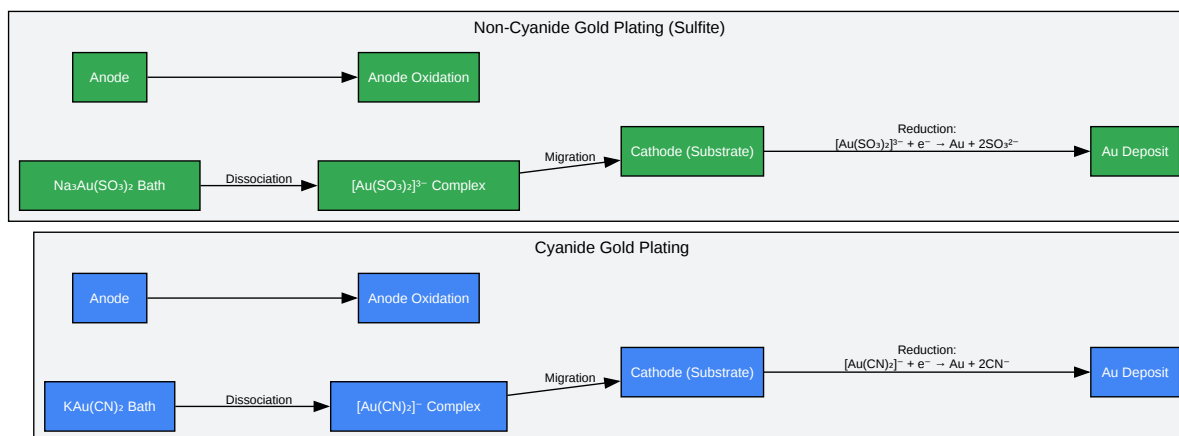 Non-Cyanide Gold Plating (Sulfite)
Anode
Anode Oxidation
Reduction:
[Au(SO₃)₂]³⁻ + e⁻ → Au + 2SO₃²⁻
Cathode (Substrate)
Au Deposit
Migration
Na₃Au(SO₃)₂ Bath
Dissociation
[Au(SO₃)₂]³⁻ Complex
Cyanide Gold Plating
Anode
Anode Oxidation
Reduction:
[Au(CN)₂]⁻ + e⁻ → Au + 2CN⁻
Cathode (Substrate)
Au Deposit
Migration
KAu(CN)₂ Bath
Dissociation
[Au(CN)₂]⁻ Complex